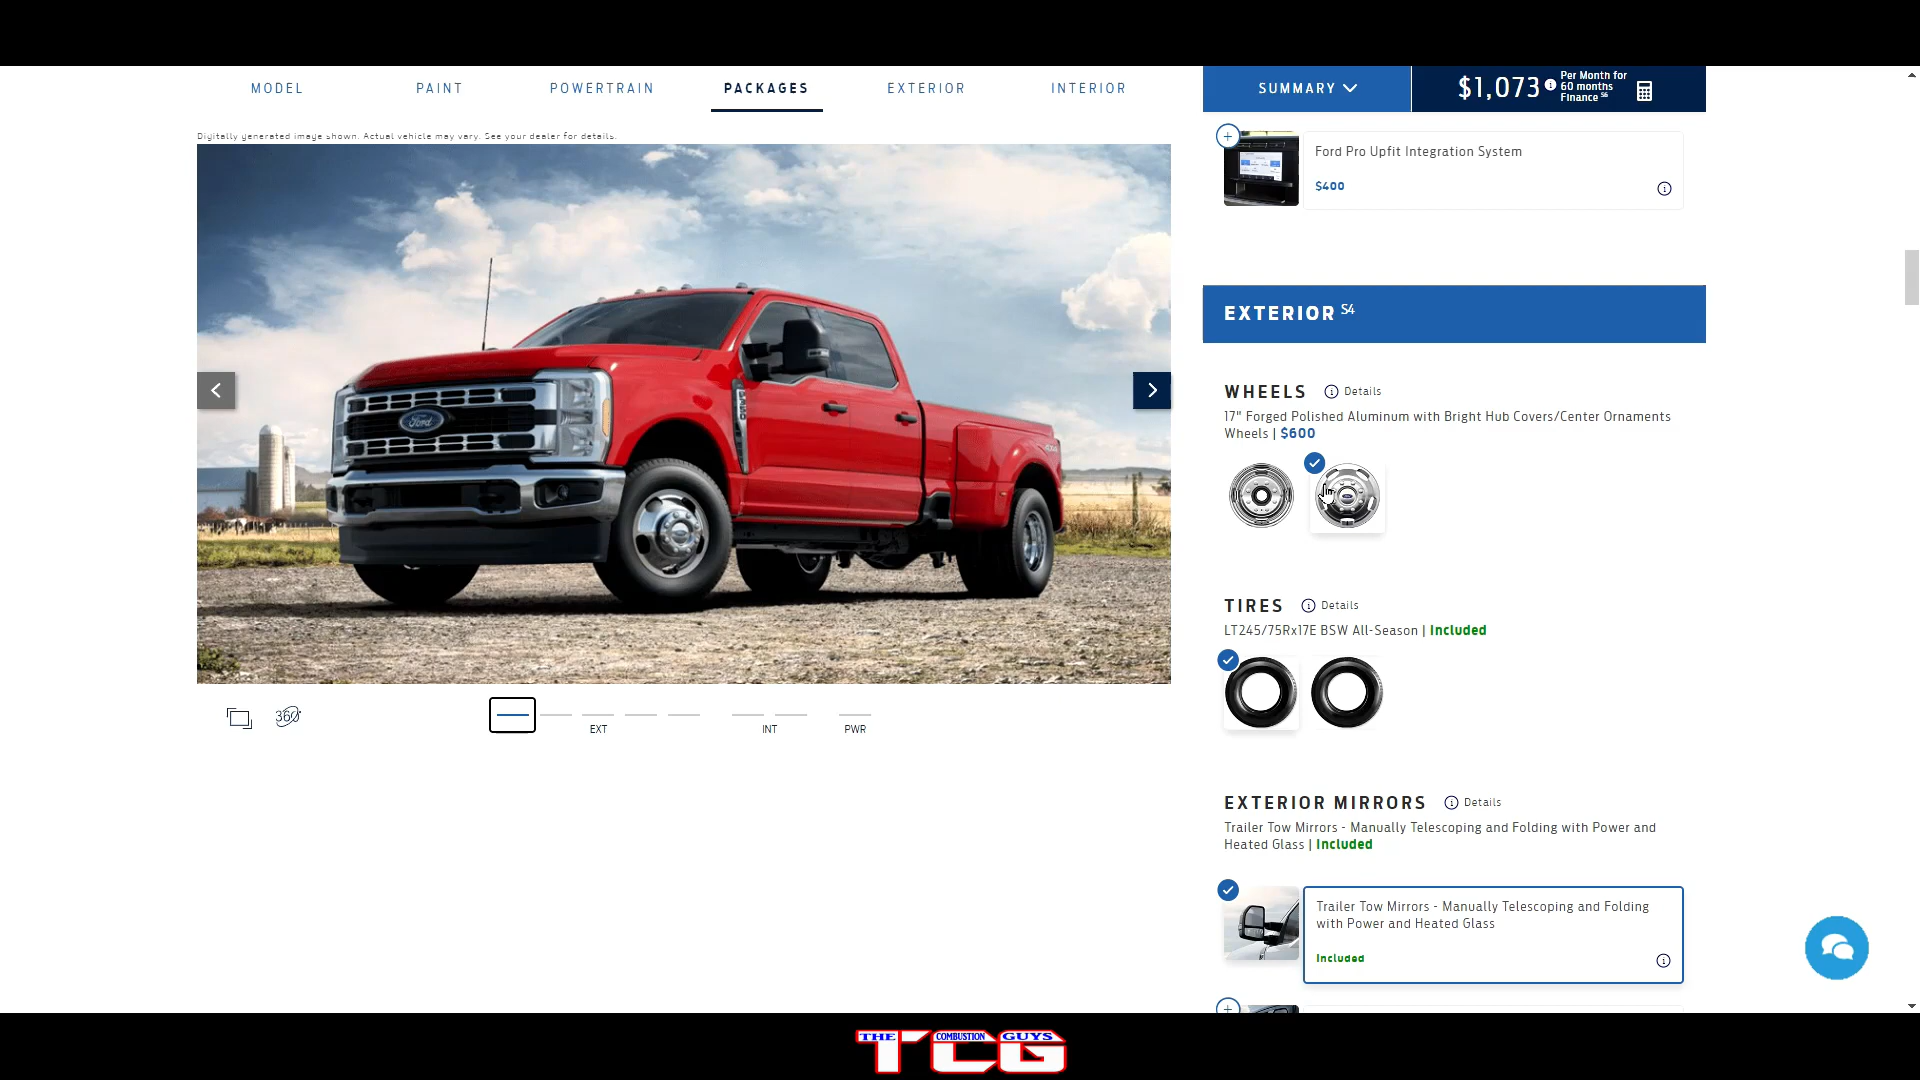 MODEL
PAINT
POWERTRAIN
PACKAGES
EXTERIOR
INTERIOR
SUMMARY
$1,073
Per Month for
60 months
Finance S6
Digitally generated image shown. Actual vehicle may vary. See your dealer for details.
Ford Pro Upfit Integration System
$400
EXTERIOR S4
WHEELS Details
17" Forged Polished Aluminum with Bright Hub Covers/Center Ornaments
Wheels | $600
Ford
TIRES Details
LT245/75Rx17E BSW All-Season | Included
360°
EXT
INT
PWR
EXTERIOR MIRRORS Details
Trailer Tow Mirrors - Manually Telescoping and Folding with Power and
Heated Glass | Included
Trailer Tow Mirrors - Manually Telescoping and Folding
with Power and Heated Glass
Included
THE COMBUSTION GUYS
TCG